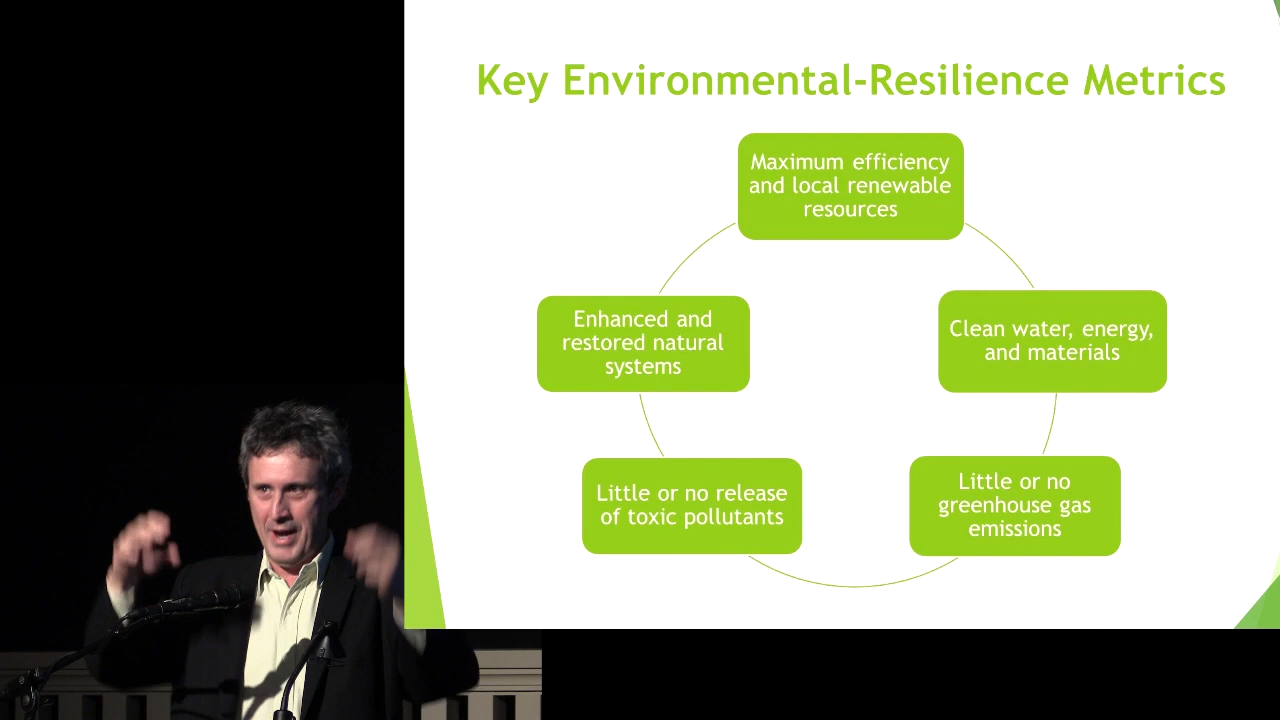 Key Environmental-Resilience Metrics
Maximum efficiency
and local renewable
resources
Enhanced and
restored natural
systems
Clean water, energy,
and materials
Little or no release
of toxic pollutants
Little or no
greenhouse gas
emissions